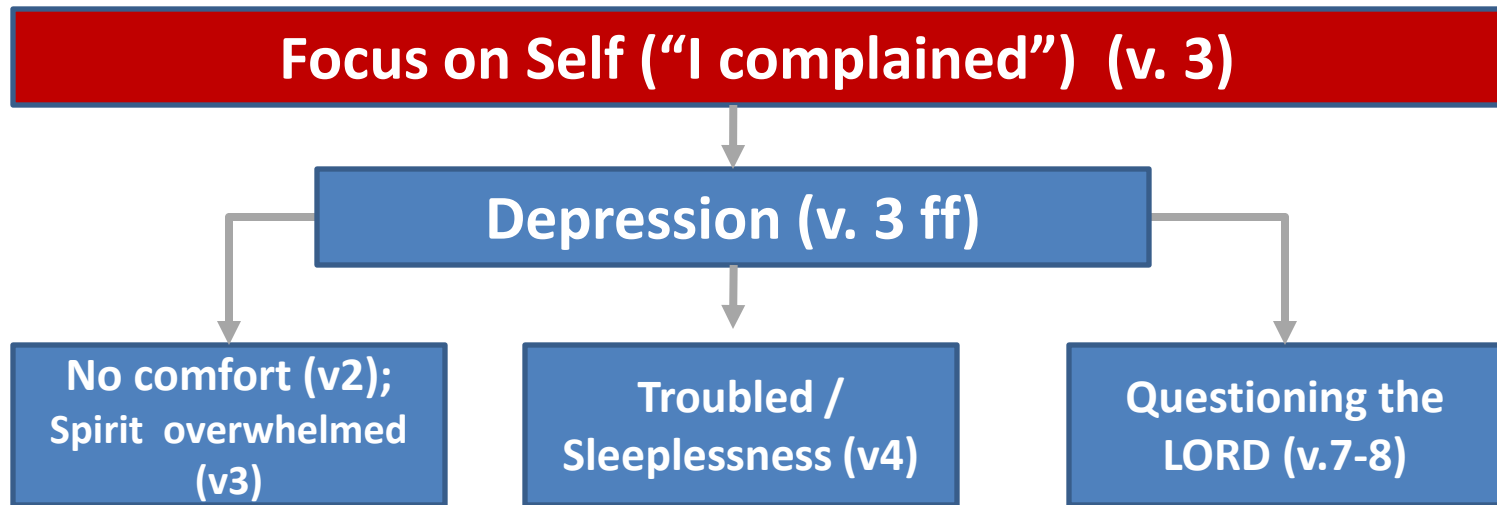 Focus on Self (“I complained”)  (v. 3)
Depression (v. 3 ff)
No comfort (v2);
Spirit  overwhelmed
(v3)
Troubled /
Sleeplessness (v4)
Questioning the
LORD (v.7-8)